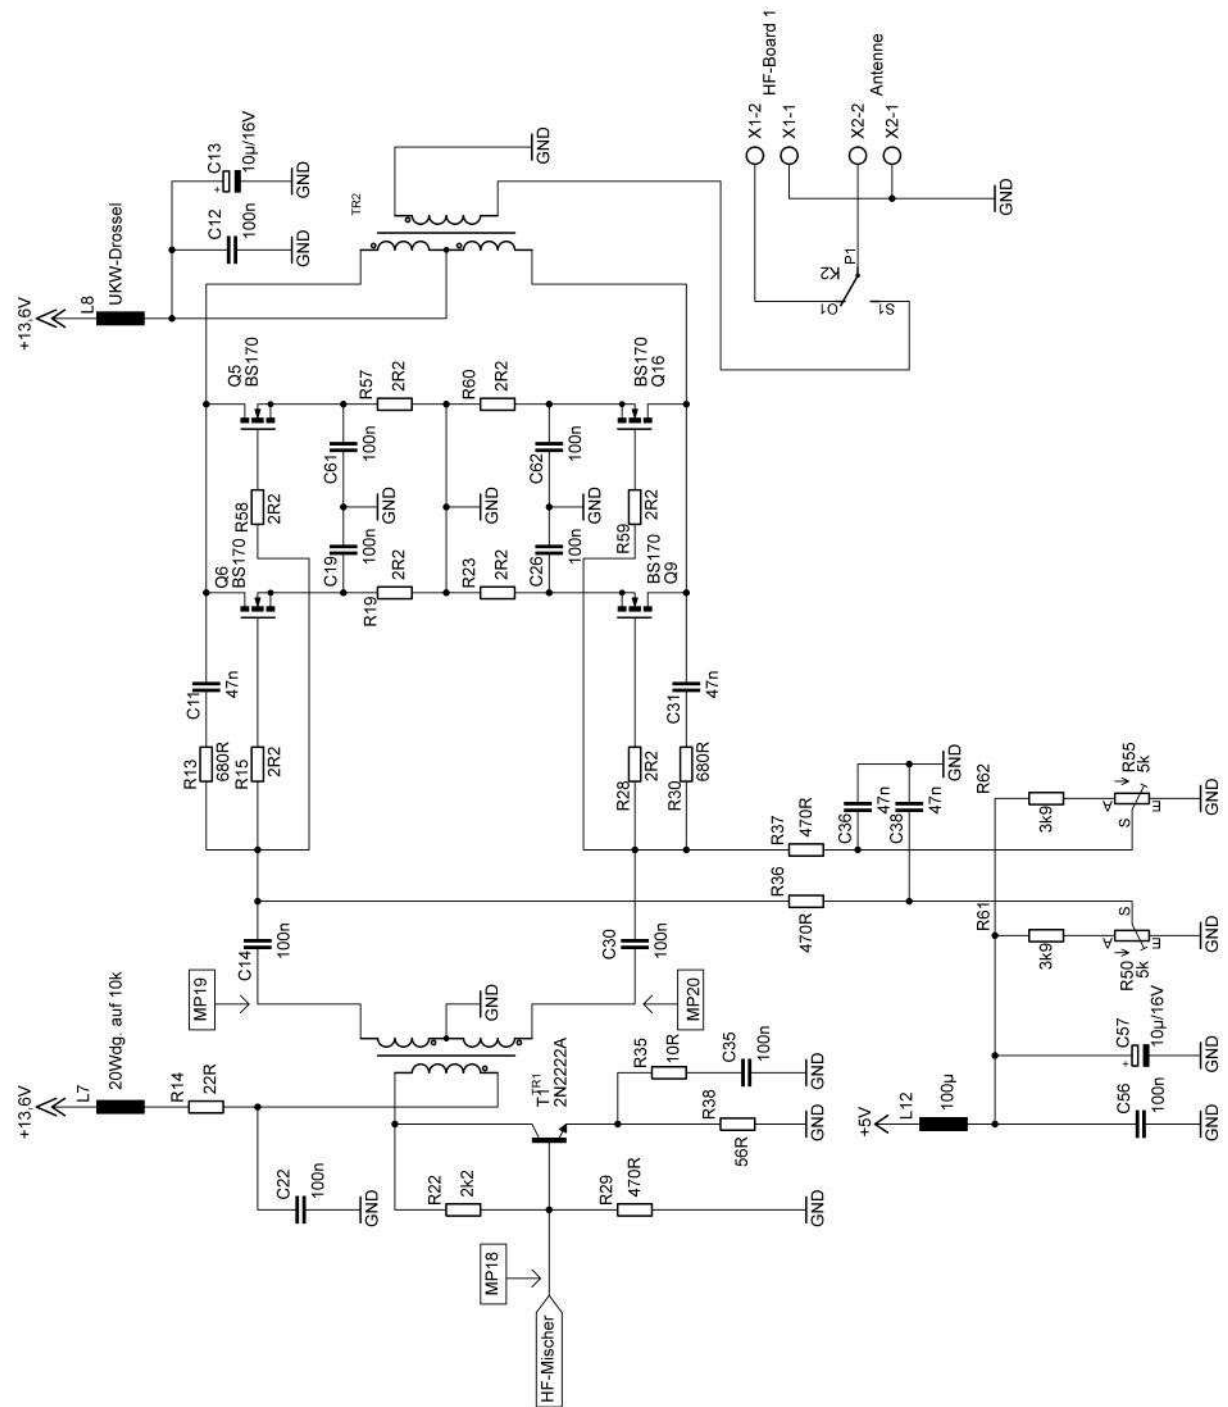 +13,6V
L8
UKW-Drossel
C12
100n
GND
C13
10µ/16V
+
GND
TR2
GND
HF-Board 1
X1-2
X1-1
X2-2
X2-1
Antenne
GND
K2
P1
O1
S1
Q5
BS170
R57
2R2
R60
2R2
BS170
Q16
C61
100n
C62
100n
R58
2R2
GND
GND
GND
R59
2R2
Q6
BS170
C19
100n
R19
2R2
R23
2R2
C26
100n
BS170
Q9
C11
47n
R13
680R
R15
2R2
C31
47n
R28
2R2
R30
680R
R37
470R
C36
47n
C38
47n
GND
R36
470R
R62
3k9
R55
5k
A
S
E
GND
R61
3k9
R50
5k
A
S
E
GND
C14
100n
C30
100n
MP19
MP20
GND
+13,6V
L7
20Wdg. auf 10k
R14
22R
TR1
T1
2N2222A
R35
10R
C35
100n
GND
R38
56R
GND
C22
100n
GND
R22
2k2
R29
470R
GND
MP18
HF-Mischer
+5V
L12
100µ
C57
10µ/16V
+
GND
C56
100n
GND